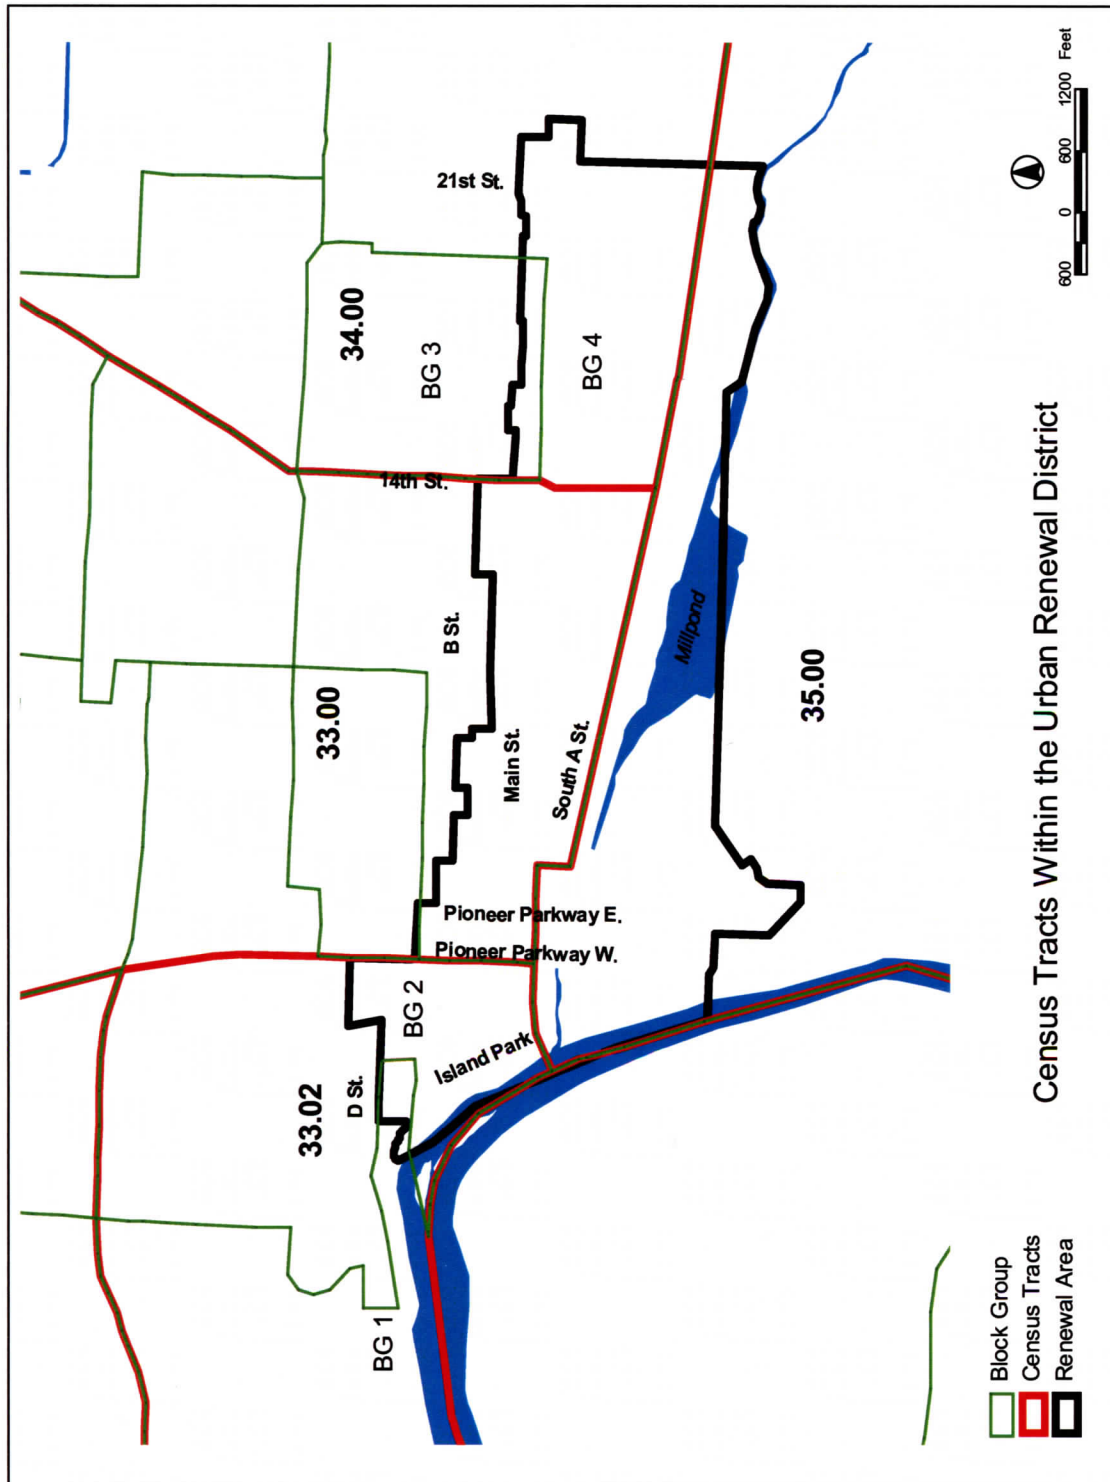 21st St.
34.00
BG 3
BG 4
14th St.
B St.
33.00
Main St.
South A St.
Millpond
35.00
Pioneer Parkway E.
Pioneer Parkway W.
BG 2
Island Park
D St.
33.02
BG 1
Census Tracts Within the Urban Renewal District
600 0 600 1200 Feet
Block Group
Census Tracts
Renewal Area